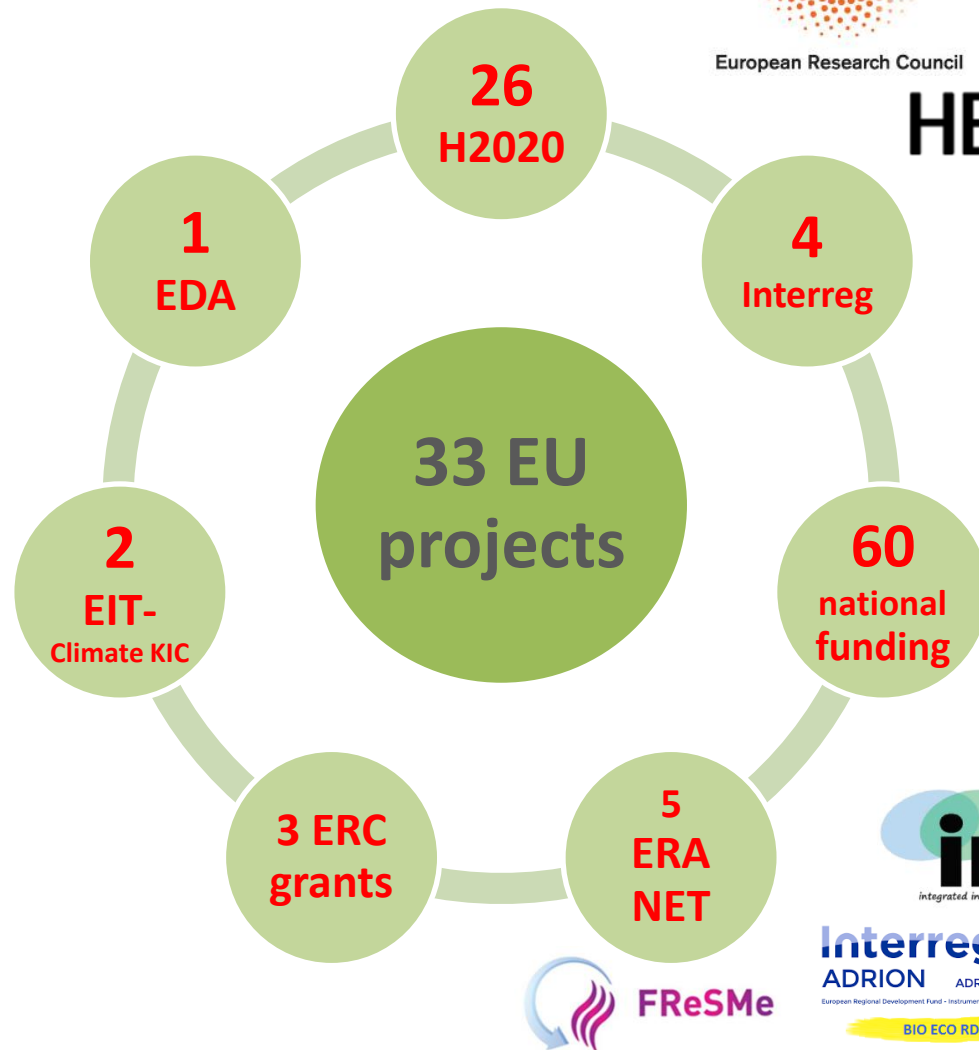 European Research Council
26
H2020
1
EDA
4
Interreg
33 EU
projects
2
EIT-
Climate KIC
60
national
funding
3 ERC
grants
5
ERA
NET
integrated in
Interreg
ADRION
European Regional Development Fund - Instrument
FReSMe
BIO ECO RD